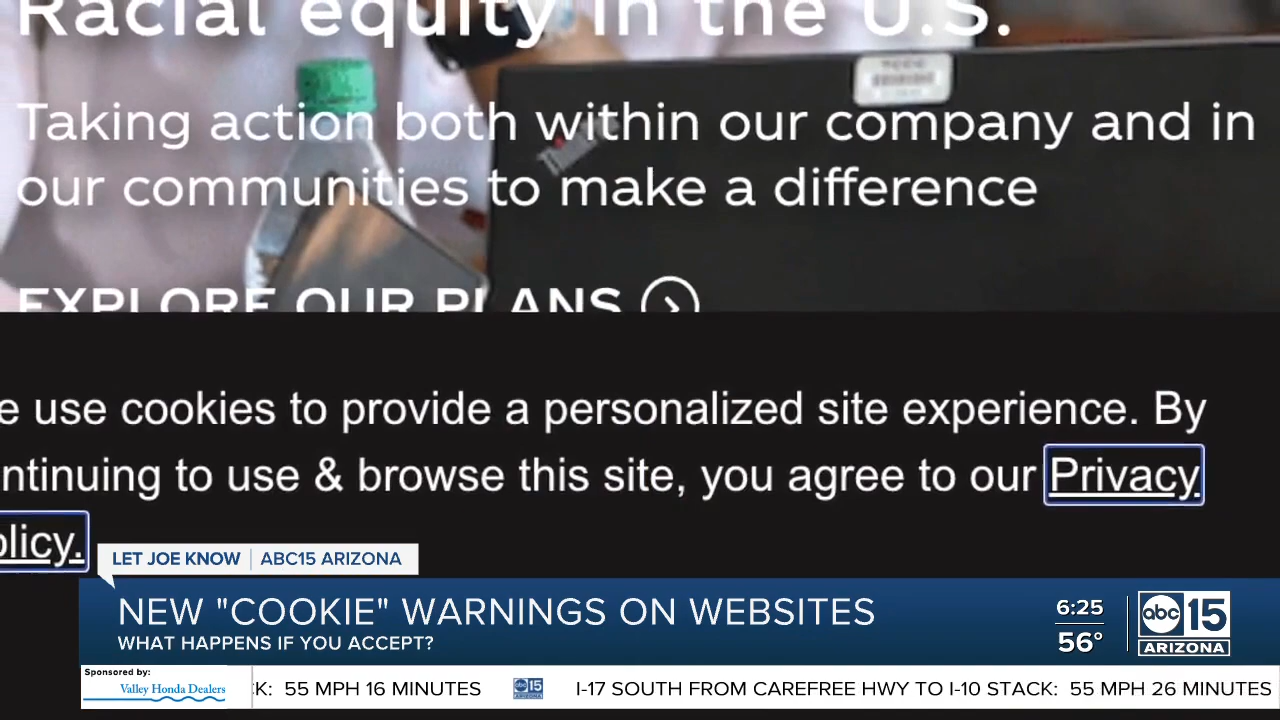 Racial equity in the U.S.
Taking action both within our company and in
our communities to make a difference
EXPLORE OUR PLANS
e use cookies to provide a personalized site experience. By
ntinuing to use & browse this site, you agree to our Privacy
olicy.
LET JOE KNOW ABC15 ARIZONA
NEW "COOKIE" WARNINGS ON WEBSITES
WHAT HAPPENS IF YOU ACCEPT?
6:25
56°
abc 15
ARIZONA
Sponsored by:
Valley Honda Dealers
K: 55 MPH 16 MINUTES abc 15 ARIZONA I-17 SOUTH FROM CAREFREE HWY TO I-10 STACK: 55 MPH 26 MINUTES